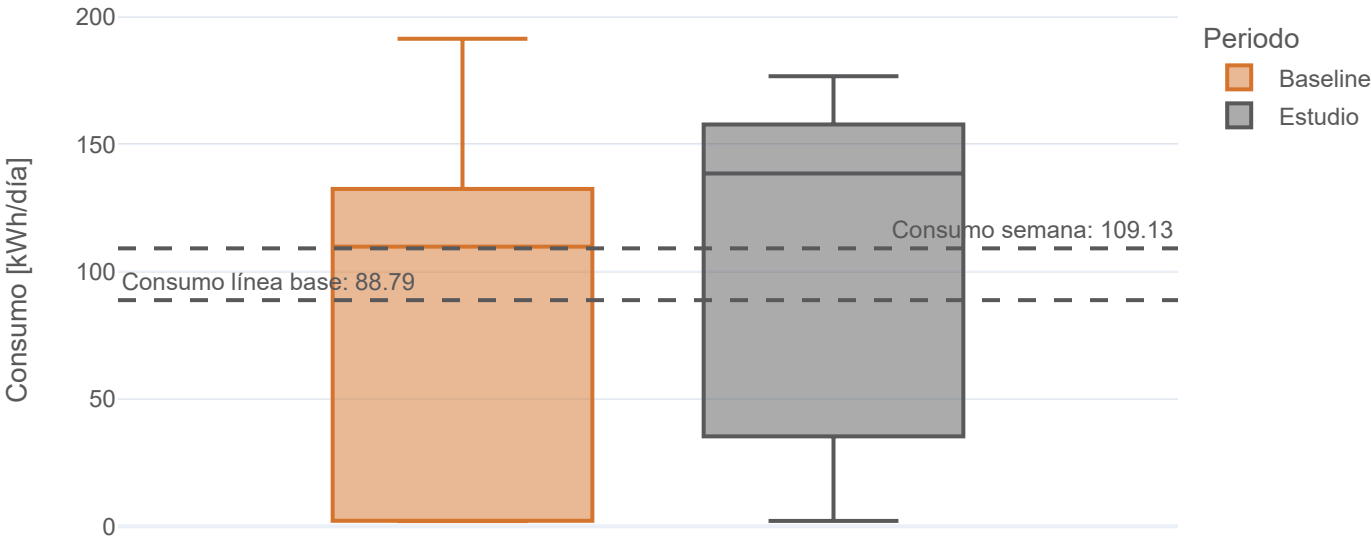 200
150
100
50
0
Consumo [kWh/día]
Consumo semana: 109.13
Consumo línea base: 88.79
Periodo
Baseline
Estudio